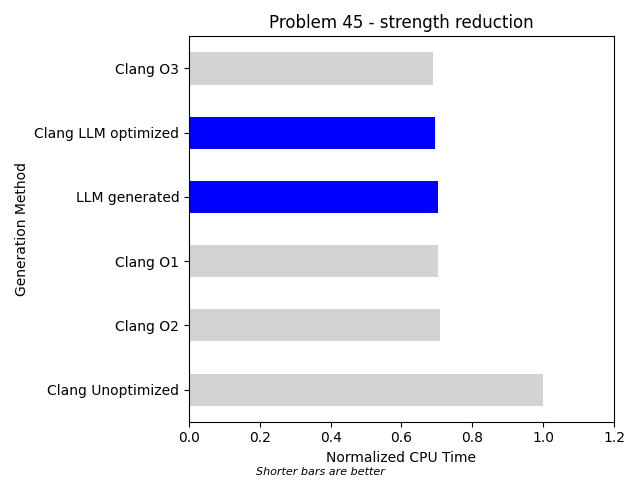 Problem 45 - strength reduction
Clang O3
Clang LLM optimized
LLM generated
Clang O1
Clang O2
Clang Unoptimized
Generation Method
0.0 0.2 0.4 0.6 0.8 1.0 1.2
Normalized CPU Time
Shorter bars are better